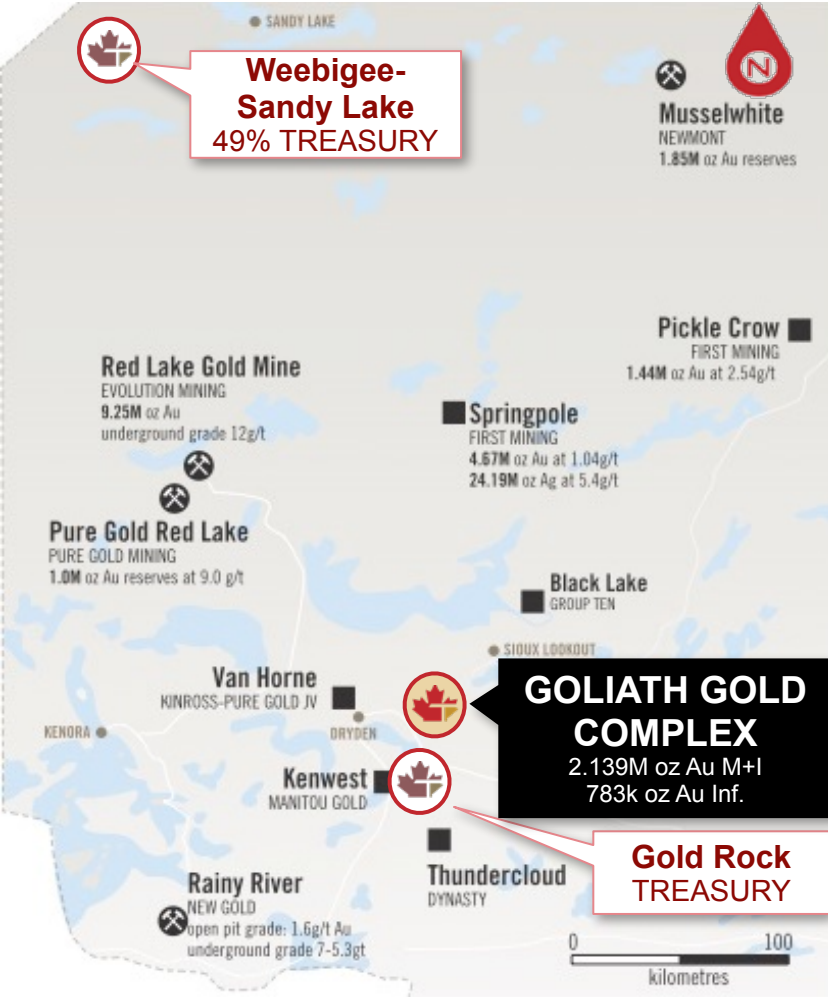 SANDY LAKE
Weebigee-
Sandy Lake
49% TREASURY
N
Musselwhite
NEWMONT
1.85M oz Au reserves
Pickle Crow
FIRST MINING
1.44M oz Au at 2.54g/t
Red Lake Gold Mine
EVOLUTION MINING
9.25M oz Au
underground grade 12g/t
Springpole
FIRST MINING
4.67M oz Au at 1.04g/t
24.19M oz Ag at 5.4g/t
Pure Gold Red Lake
PURE GOLD MINING
1.0M oz Au reserves at 9.0 g/t
Black Lake
GROUP TEN
SIOUX LOOKOUT
Van Horne
KINROSS-PURE GOLD JV
KENORA
DRYDEN
GOLIATH GOLD
COMPLEX
2.139M oz Au M+I
783k oz Au Inf.
Kenwest
MANITOU GOLD
Gold Rock
TREASURY
Thundercloud
DYNASTY
Rainy River
NEW GOLD
open pit grade: 1.6g/t Au
underground grade 7-5.3gt
0 100
kilometres